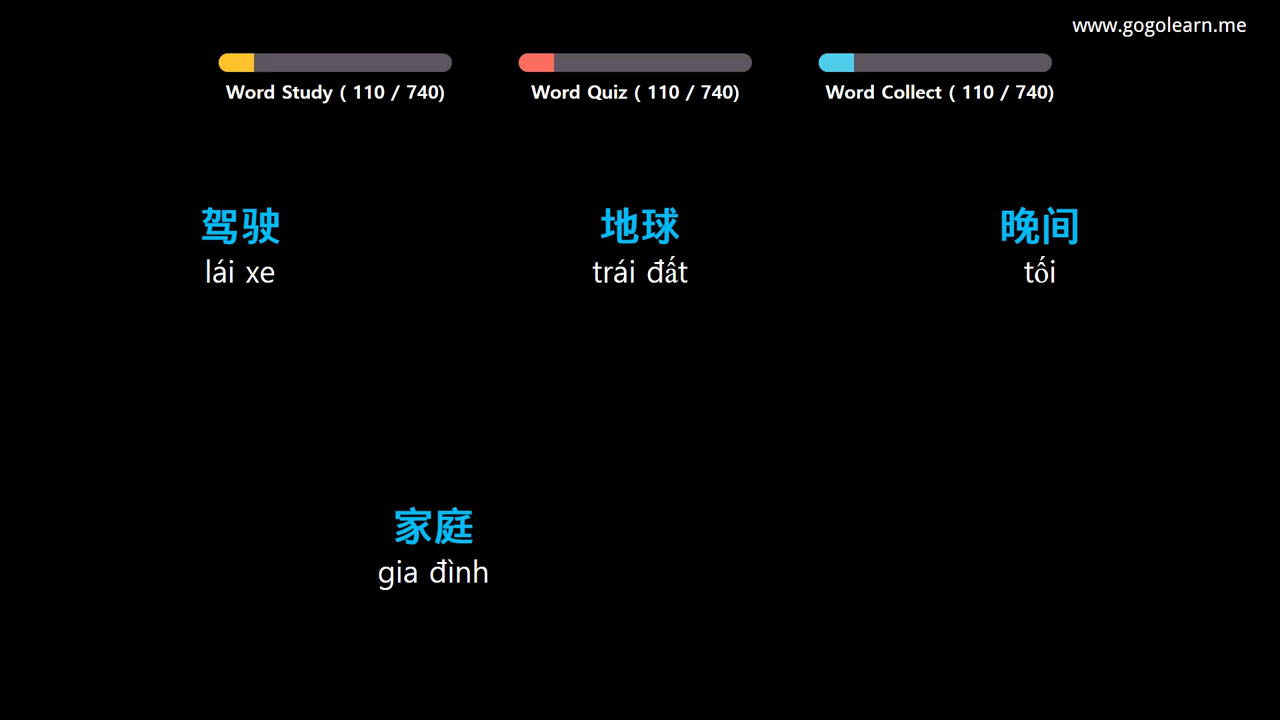 www.gogolearn.me
Word Study ( 110 / 740)
Word Quiz ( 110 / 740)
Word Collect ( 110 / 740)
驾驶
lái xe
地球
trái đất
晚间
tối
家庭
gia đình